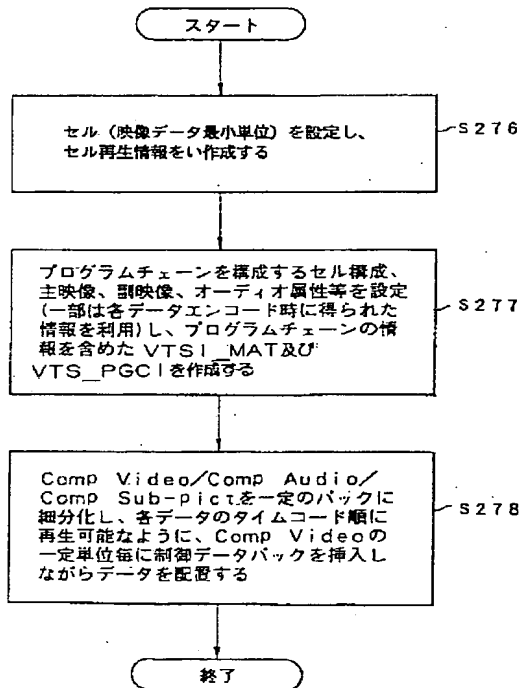 スタート
セル（映像データ最小単位）を設定し、
セル再生情報をい作成する
S276
プログラムチェーンを構成するセル構成、
主映像、副映像、オーディオ属性等を設定
(一部は各データエンコード時に得られた
情報を利用)し、プログラムチェーンの情
報を含めたVTSI_MAT及び
VTS_PGCIを作成する
S277
Comp Video/Comp Audio/
Comp Sub-pictを一定のパックに
細分化し、各データのタイムコード順に
再生可能なように、Comp Videoの
一定単位毎に制御データパックを挿入し
ながらデータを配置する
S278
終了